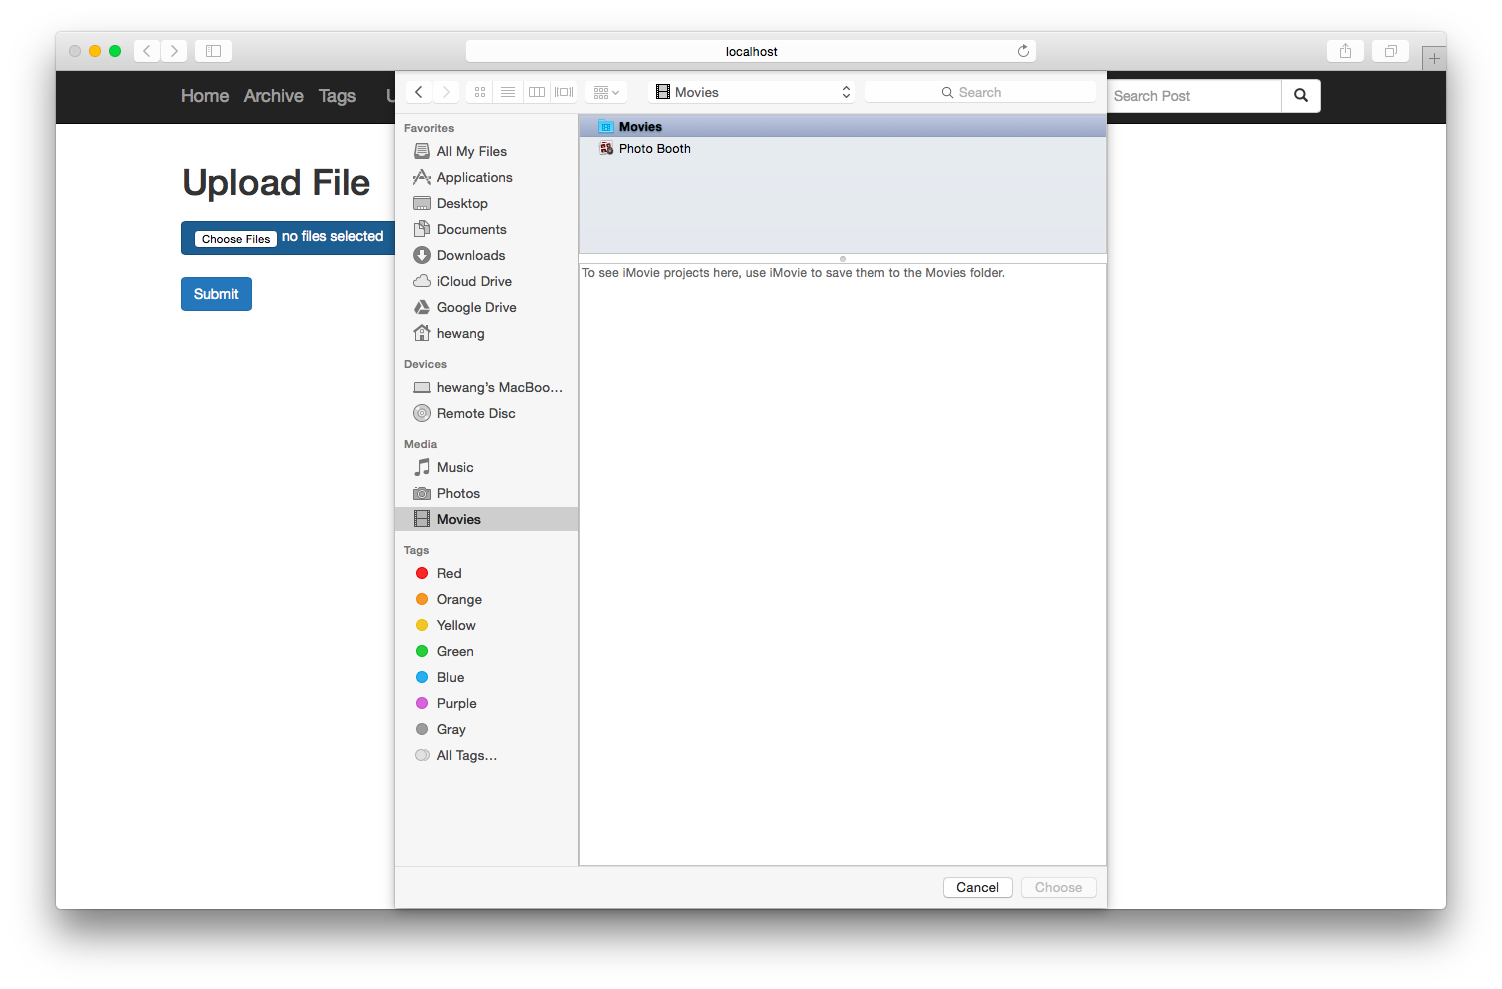 localhost
Home Archive Tags U
Movies
Search
Search Post
Upload File
Choose Files no files selected
Submit
Favorites
All My Files
Applications
Desktop
Documents
Downloads
iCloud Drive
Google Drive
hewang
Devices
hewang's MacBoo...
Remote Disc
Media
Music
Photos
Movies
Tags
Red
Orange
Yellow
Green
Blue
Purple
Gray
All Tags...
Movies
Photo Booth
To see iMovie projects here, use iMovie to save them to the Movies folder.
Cancel
Choose